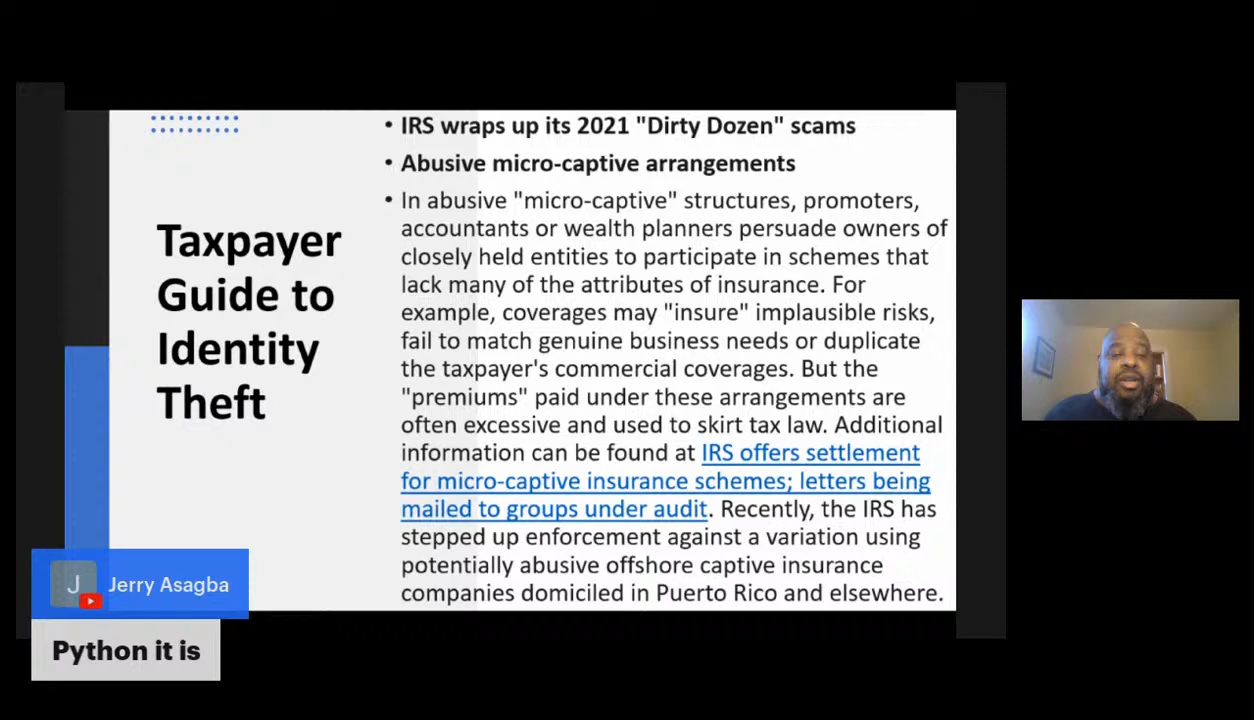 Taxpayer
Guide to
Identity
Theft
• IRS wraps up its 2021 "Dirty Dozen" scams
• Abusive micro-captive arrangements
• In abusive "micro-captive" structures, promoters,
accountants or wealth planners persuade owners of
closely held entities to participate in schemes that
lack many of the attributes of insurance. For
example, coverages may "insure" implausible risks,
fail to match genuine business needs or duplicate
the taxpayer's commercial coverages. But the
"premiums" paid under these arrangements are
often excessive and used to skirt tax law. Additional
information can be found at IRS offers settlement
for micro-captive insurance schemes; letters being
mailed to groups under audit. Recently, the IRS has
stepped up enforcement against a variation using
potentially abusive offshore captive insurance
companies domiciled in Puerto Rico and elsewhere.
J
Jerry Asagba
Python it is